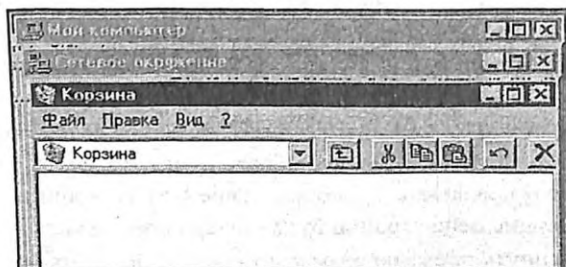 Мой компьютер
Сетевое окружение
Корзина
Файл Правка Вид ?
Корзина